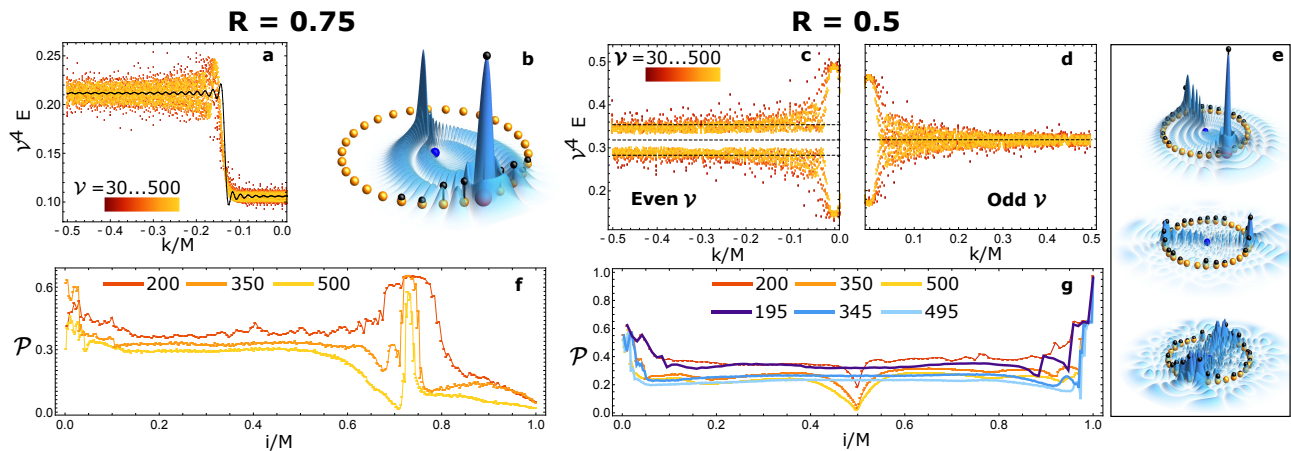 R = 0.75
R = 0.5
a
b
c
d
e
ν⁴ E
0.25
0.20
0.15
0.10
ν = 30...500
-0.5 -0.4 -0.3 -0.2 -0.1 0.0
k/M
ν⁴ E
0.5
0.4
0.3
0.2
ν = 30...500
Even ν
Odd ν
-0.5 -0.4 -0.3 -0.2 -0.1 0.0
k/M
0.1 0.2 0.3 0.4 0.5
k/M
f
200 350 500
𝒫
0.6
0.3
0.0
0.0 0.2 0.4 0.6 0.8 1.0
i/M
g
200 350 500
195 345 495
𝒫
1.0
0.8
0.6
0.4
0.2
0.0
0.0 0.2 0.4 0.6 0.8 1.0
i/M